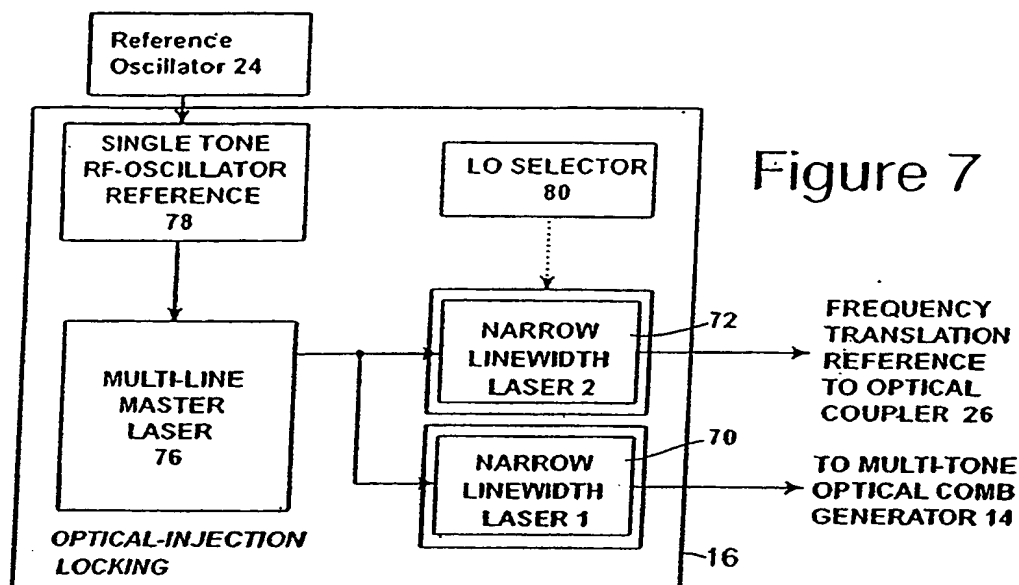 Reference
Oscillator 24
SINGLE TONE
RF-OSCILLATOR
REFERENCE
78
LO SELECTOR
80
Figure 7
MULTI-LINE
MASTER
LASER
76
NARROW
LINEWIDTH
LASER 2
72
FREQUENCY
TRANSLATION
REFERENCE
TO OPTICAL
COUPLER 26
NARROW
LINEWIDTH
LASER 1
70
TO MULTI-TONE
OPTICAL COMB
GENERATOR 14
OPTICAL-INJECTION
LOCKING
16